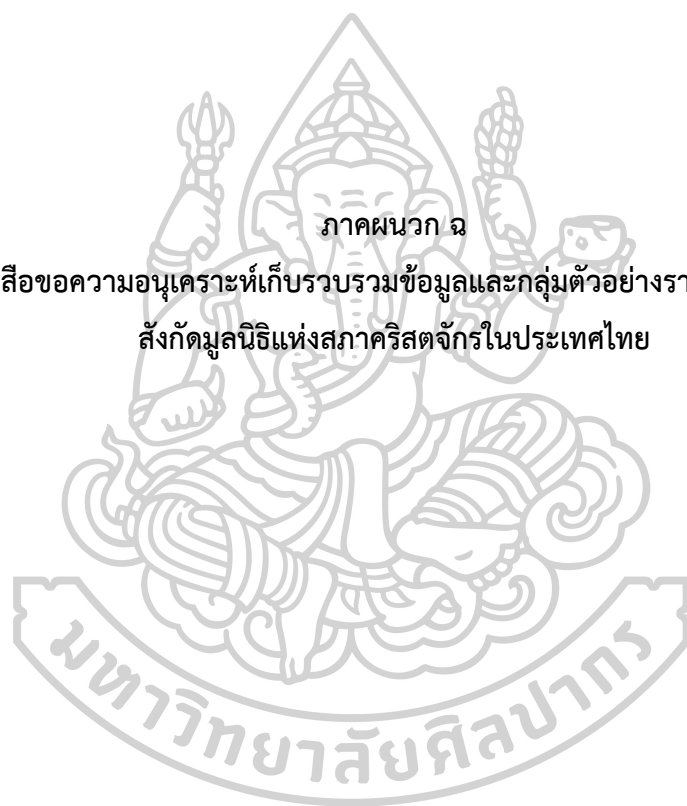 ภาคผนวก ฉ
สือขอความอนุเคราะห์เก็บรวบรวมข้อมูลและกลุ่มตัวอย่างรา
สังกัดมูลนิธิแห่งสภาคริสตจักรในประเทศไทย
มหาวิทยาลัยศิลปากร